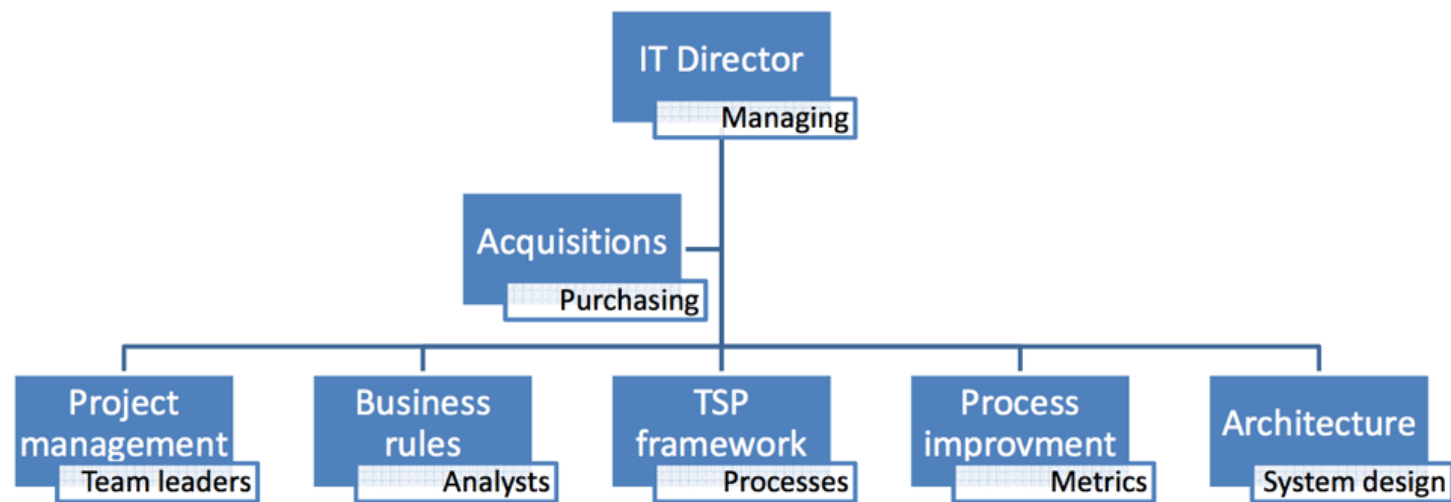 IT Director
Managing
Acquisitions
Purchasing
Project
management
Team leaders
Business
rules
Analysts
TSP
framework
Processes
Process
improvment
Metrics
Architecture
System design